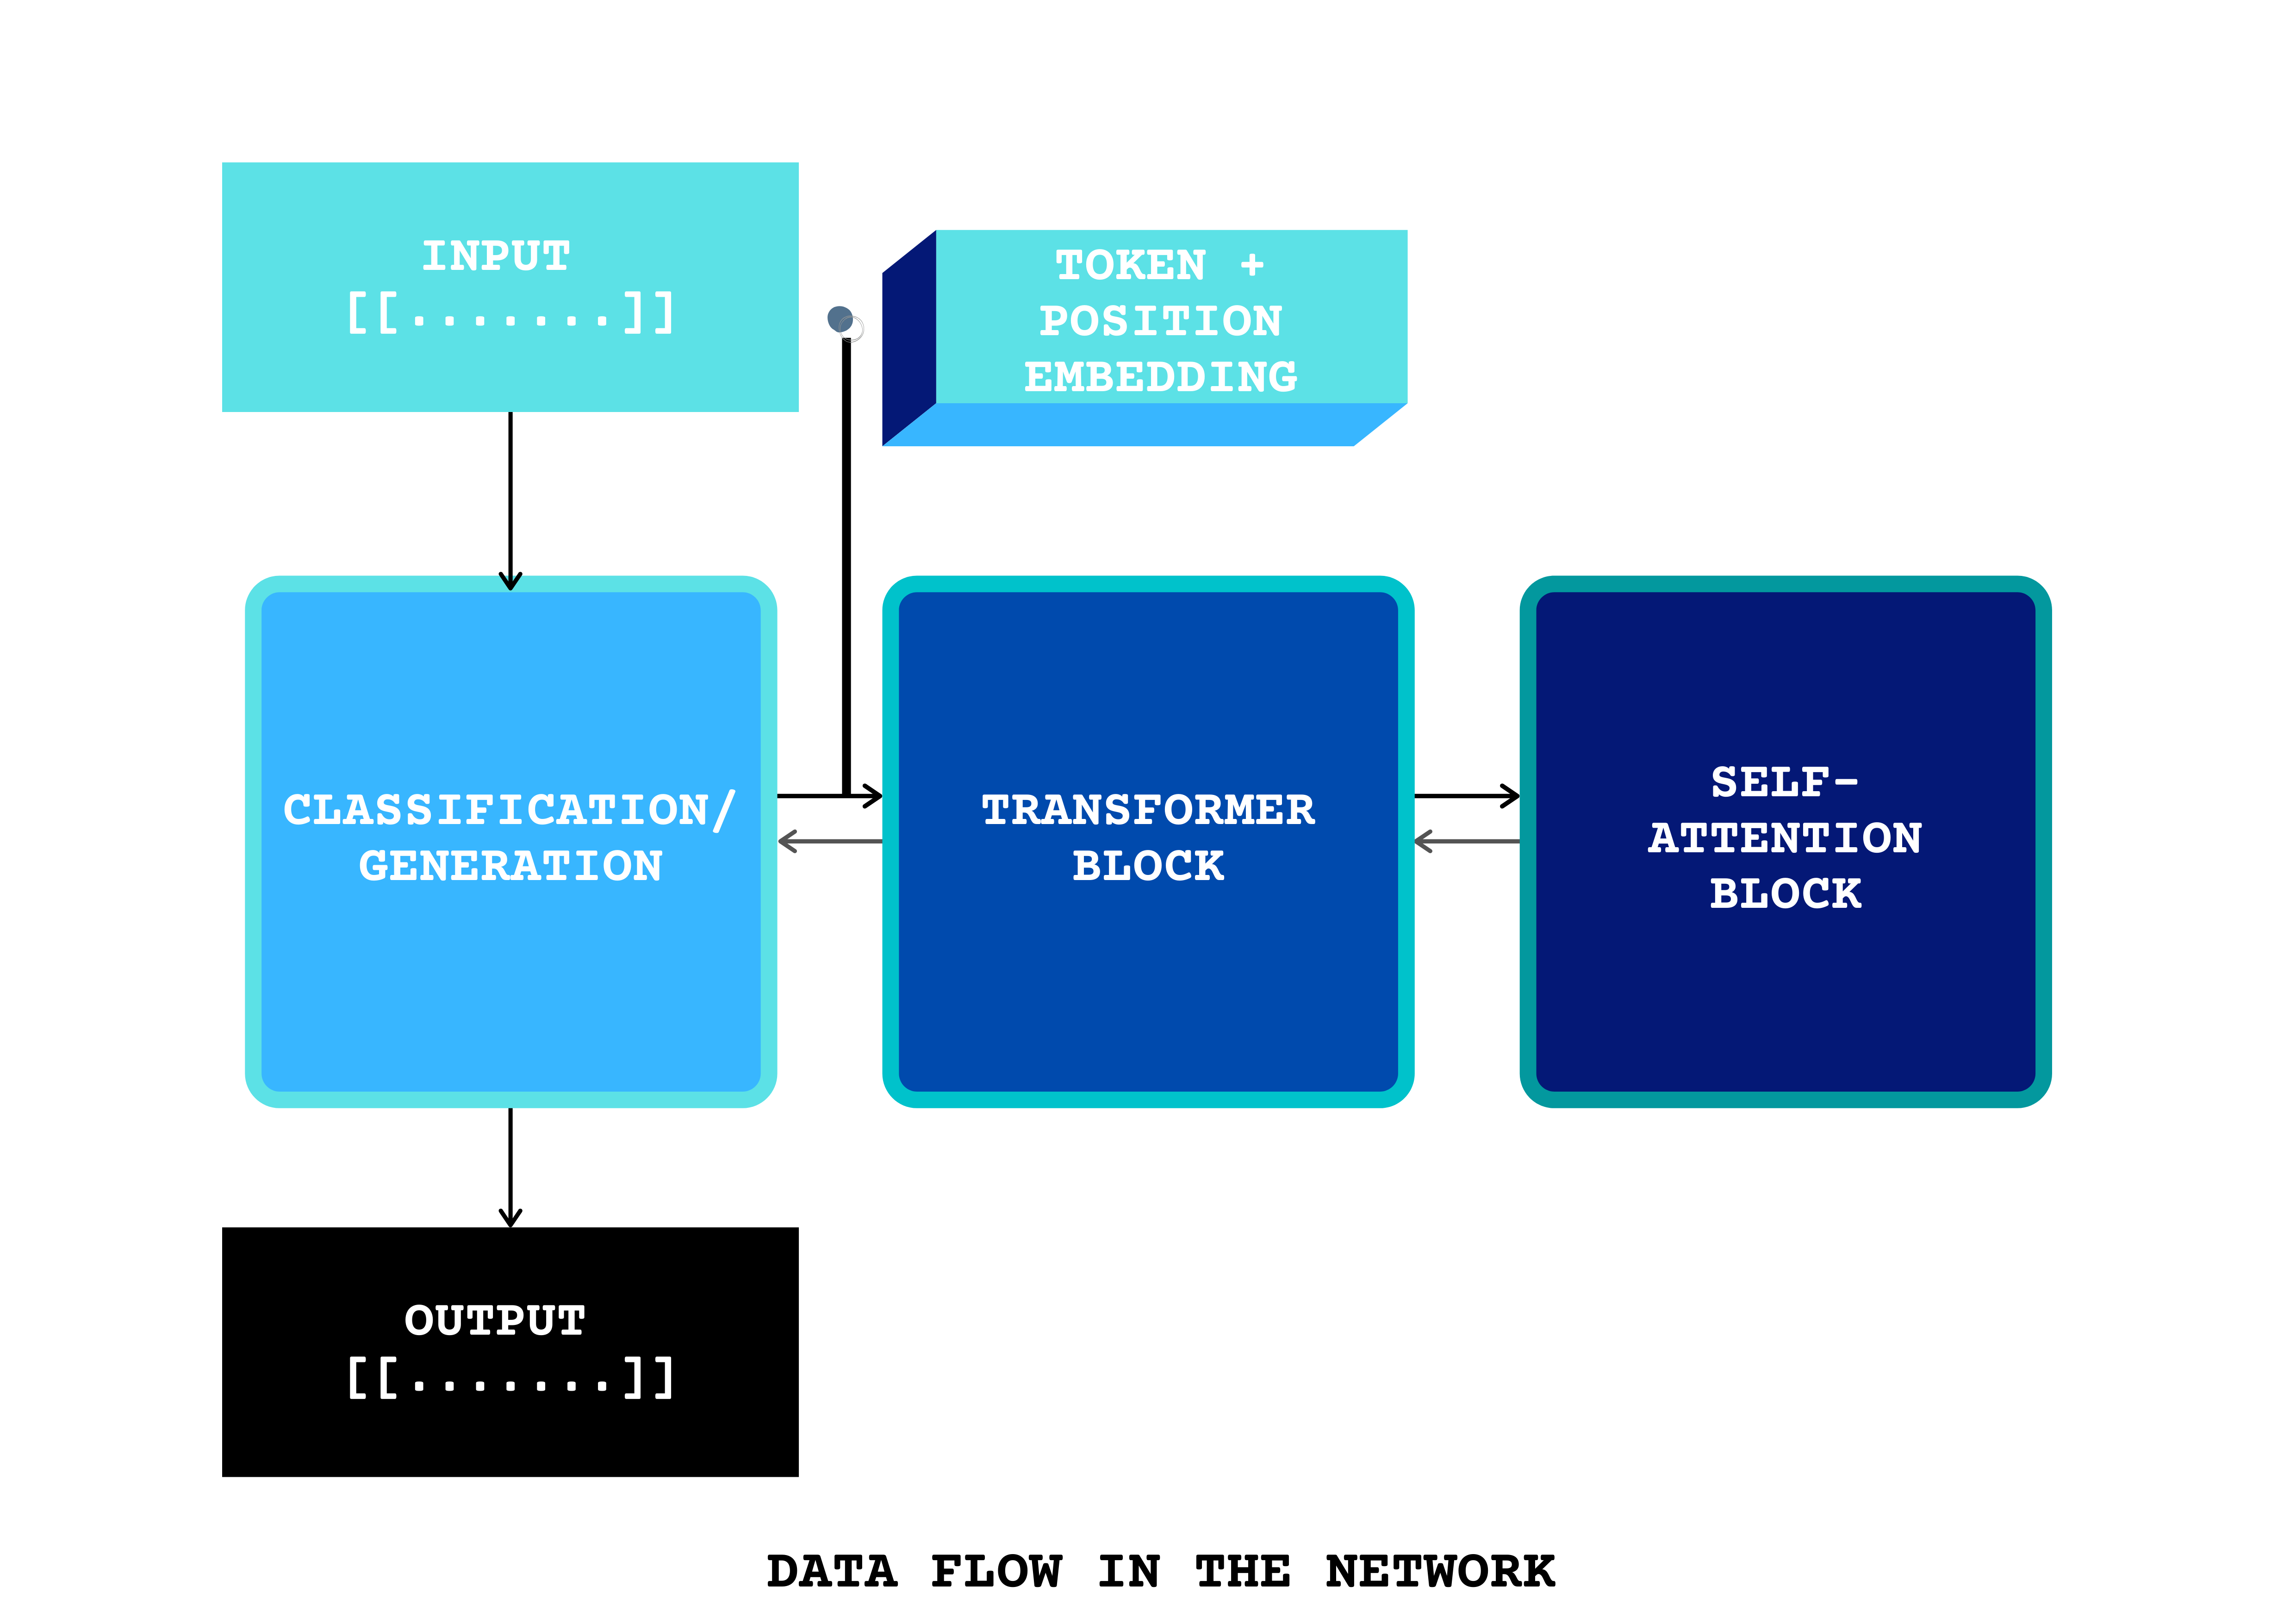 INPUT
[[.......]]
TOKEN +
POSITION
EMBEDDING
CLASSIFICATION/
GENERATION
TRANSFORMER
BLOCK
SELF-
ATTENTION
BLOCK
OUTPUT
[[.......]]
DATA FLOW IN THE NETWORK